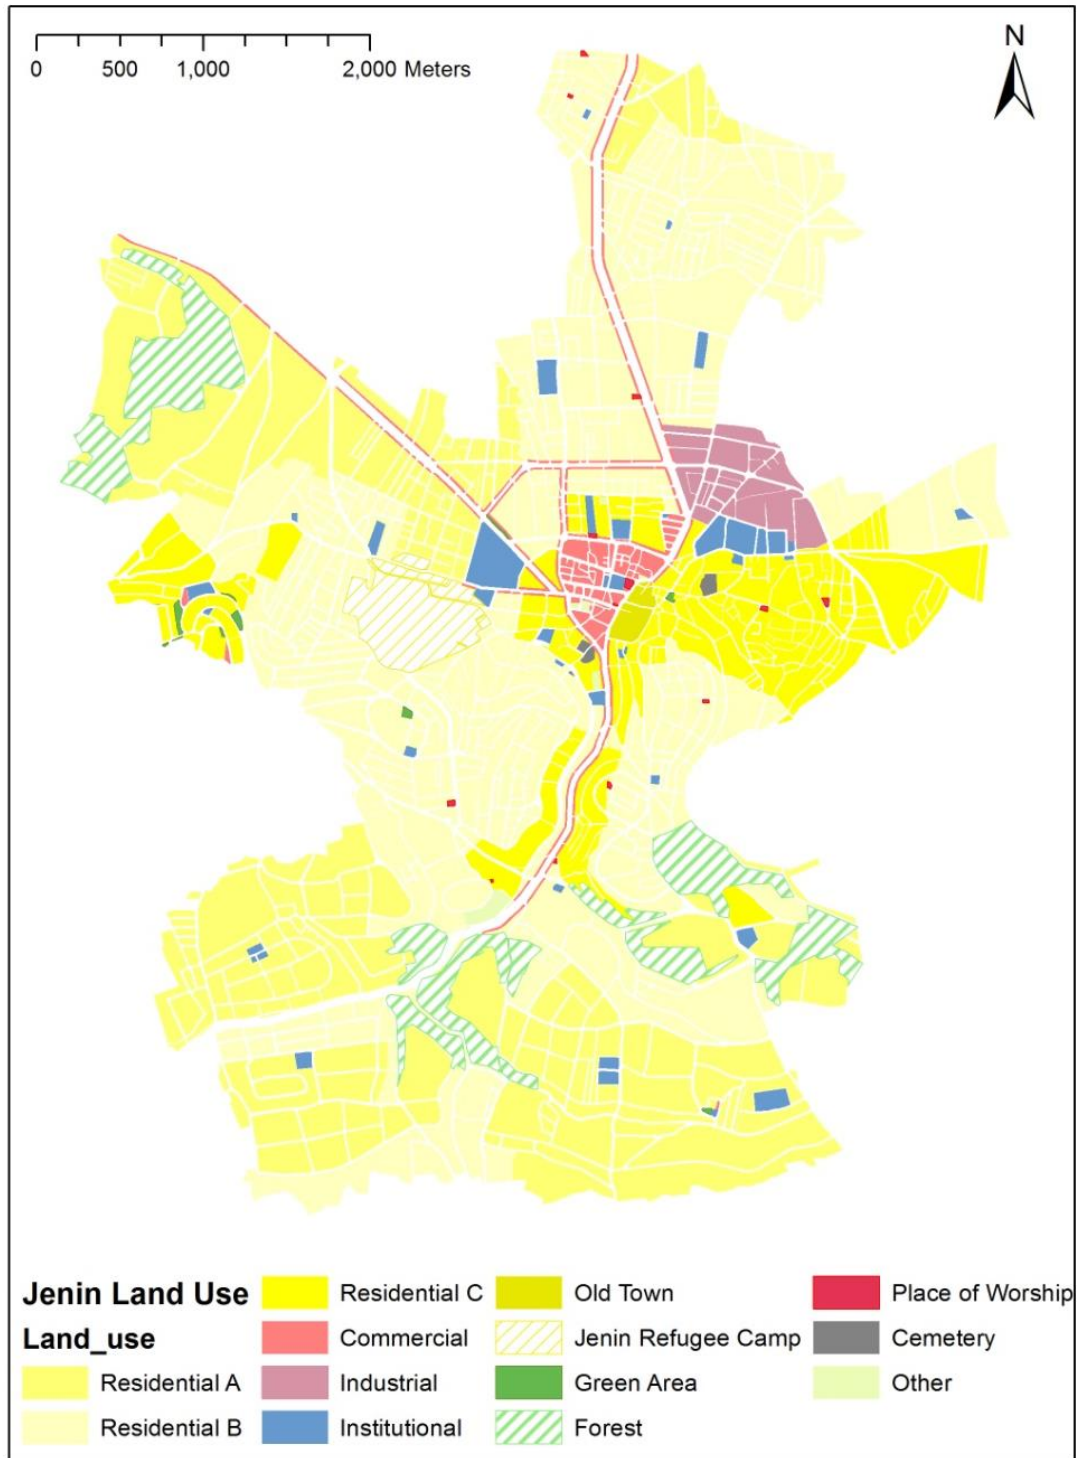 N
0 500 1,000 2,000 Meters
Jenin Land Use
Land_use
Residential A
Residential B
Residential C
Commercial
Industrial
Institutional
Old Town
Jenin Refugee Camp
Green Area
Forest
Place of Worship
Cemetery
Other